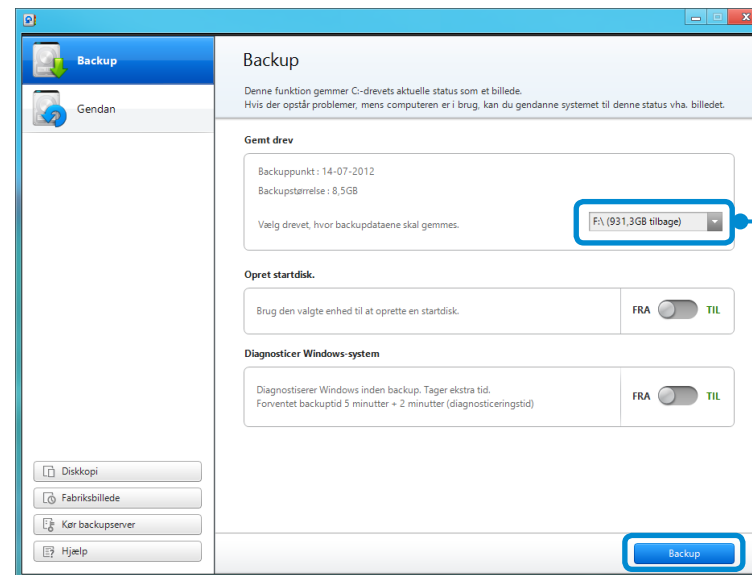 Backup
Gendan
Backup
Denne funktion gemmer C:-drevets aktuelle status som et billede.
Hvis der opstår problemer, mens computeren er i brug, kan du gendanne systemet til denne status vha. billedet.
Gemt drev
Backuppunkt : 14-07-2012
Backupstørrelse : 8,5GB
Vælg drevet, hvor backupdataene skal gemmes.
F:\ (931,3GB tilbage)
Opret startdisk.
Brug den valgte enhed til at oprette en startdisk.
FRA TIL
Diagnosticer Windows-system
Diagnostiserer Windows inden backup. Tager ekstra tid.
Forventet backuptid 5 minutter + 2 minutter (diagnosticeringstid)
FRA TIL
Diskkopi
Fabriksbillede
Kør backupserver
Hjælp
Backup